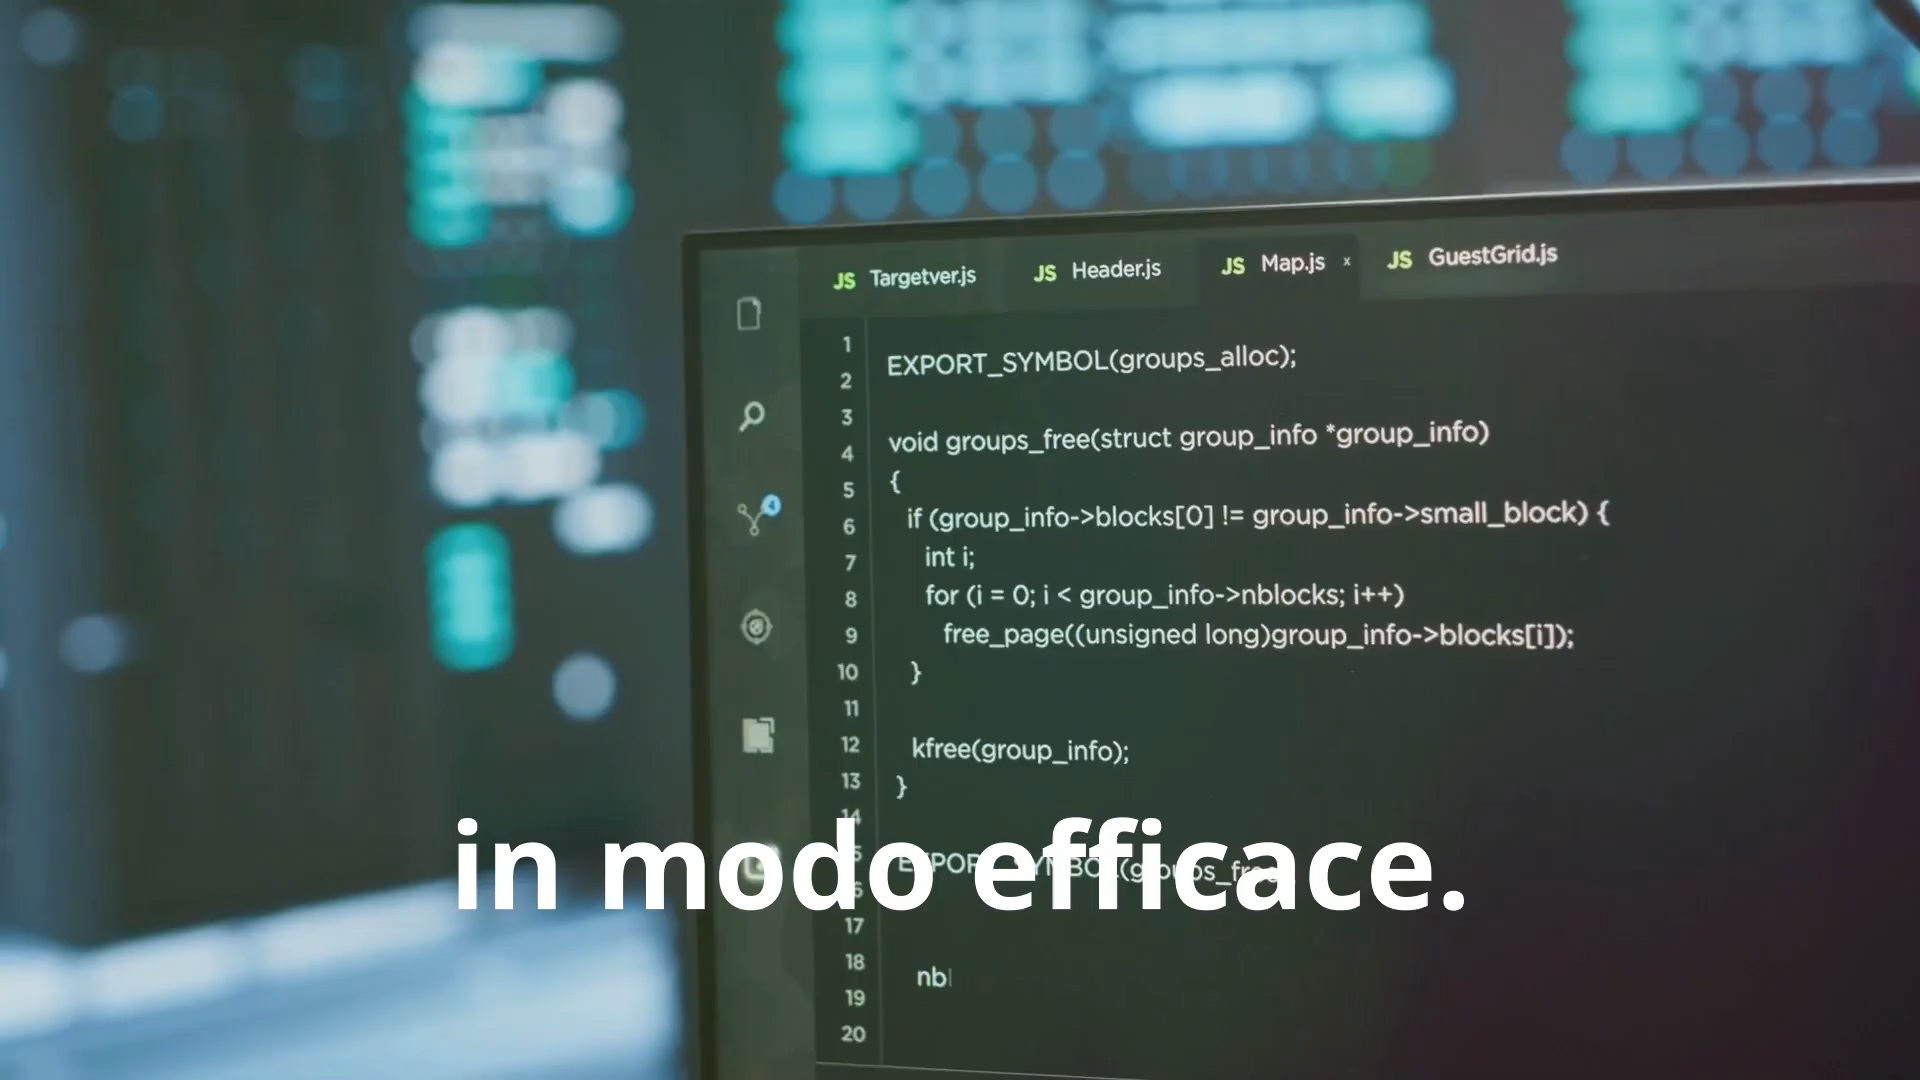 JS Targetver.js JS Header.js JS Map.js x JS GuestGrid.js
4
1 EXPORT_SYMBOL(groups_alloc);
2
3 void groups_free(struct group_info *group_info)
4
5 {
6 if (group_info->blocks[0] != group_info->small_block) {
7 int i;
8 for (i = 0; i < group_info->nblocks; i++)
9 free_page((unsigned long)group_info->blocks[i]);
10 }
11
12 kfree(group_info);
13 }
14
in modo efficace.
17
18 nb
19
20